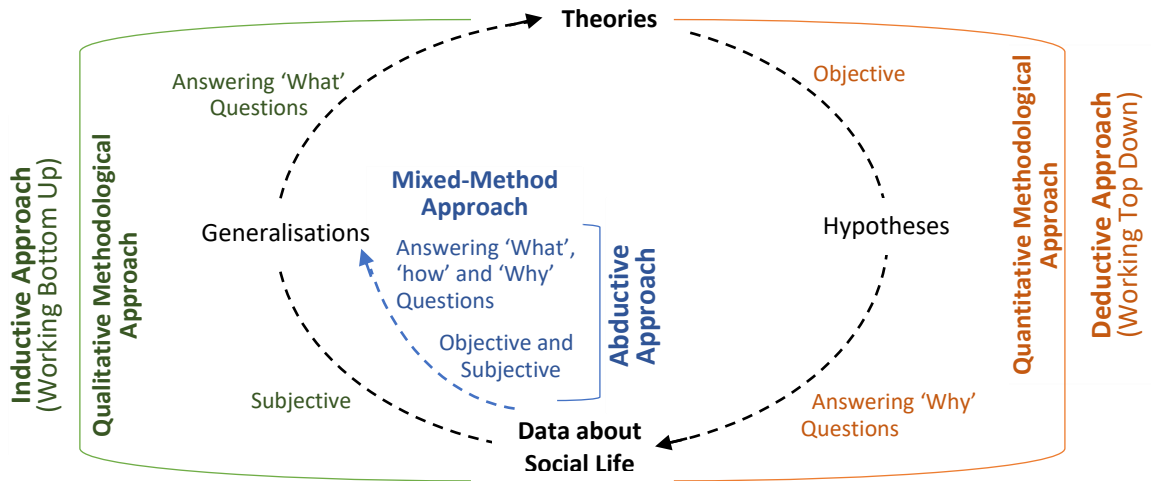 Theories
Answering ‘What’
Questions
Objective
Inductive Approach
(Working Bottom Up)
Qualitative Methodological
Approach
Mixed-Method
Approach
Generalisations
Answering ‘What’,
‘how’ and ‘Why’
Questions
Objective and
Subjective
Abductive
Approach
Hypotheses
Quantitative Methodological
Approach
Deductive Approach
(Working Top Down)
Subjective
Answering ‘Why’
Questions
Data about
Social Life